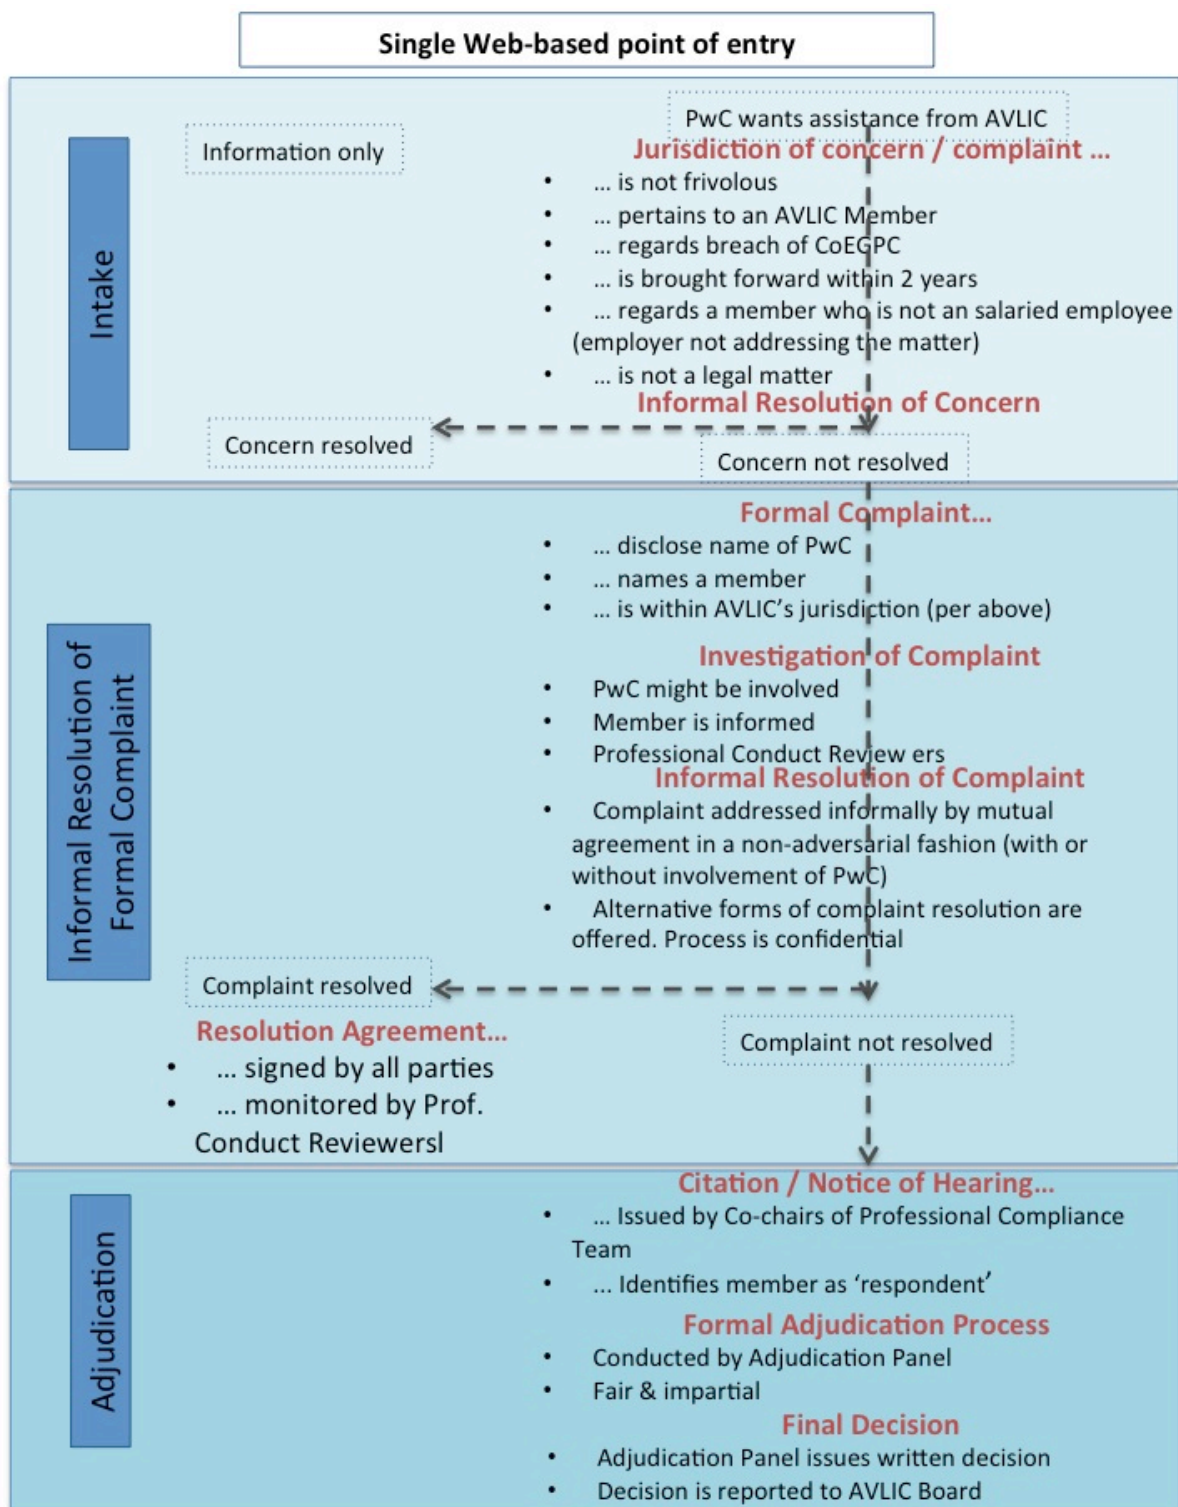 Single Web-based point of entry
Intake
Information only
PwC wants assistance from AVLIC
Jurisdiction of concern / complaint ...
• ... is not frivolous
• ... pertains to an AVLIC Member
• ... regards breach of CoEGPC
• ... is brought forward within 2 years
• ... regards a member who is not an salaried employee
(employer not addressing the matter)
• ... is not a legal matter
Informal Resolution of Concern
Concern resolved
Concern not resolved
Informal Resolution of
Formal Complaint
Formal Complaint...
• ... disclose name of PwC
• ... names a member
• ... is within AVLIC's jurisdiction (per above)
Investigation of Complaint
• PwC might be involved
• Member is informed
• Professional Conduct Review ers
Informal Resolution of Complaint
• Complaint addressed informally by mutual
agreement in a non-adversarial fashion (with or
without involvement of PwC)
• Alternative forms of complaint resolution are
offered. Process is confidential
Complaint resolved
Resolution Agreement...
• ... signed by all parties
• ... monitored by Prof.
Conduct Reviewersl
Complaint not resolved
Adjudication
Citation / Notice of Hearing...
• ... Issued by Co-chairs of Professional Compliance
Team
• ... Identifies member as ‘respondent’
Formal Adjudication Process
• Conducted by Adjudication Panel
• Fair & impartial
Final Decision
• Adjudication Panel issues written decision
• Decision is reported to AVLIC Board